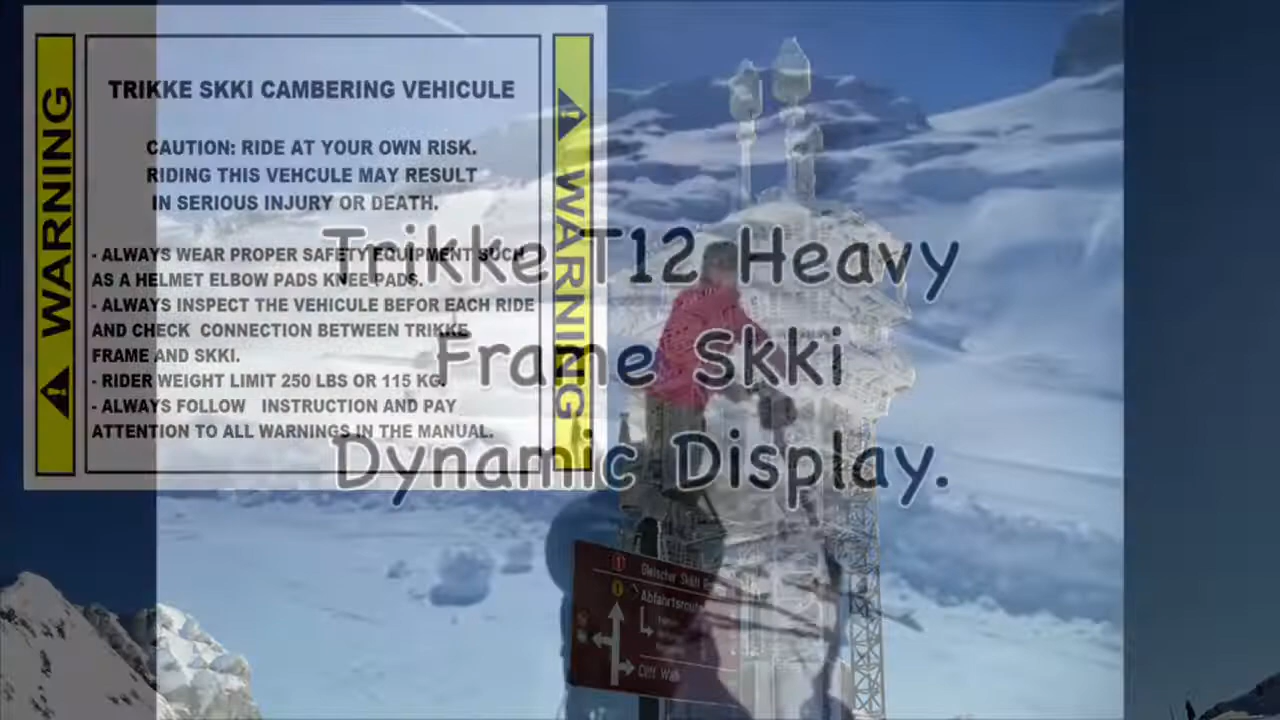 WARNING
TRIKKE SKKI CAMBERING VEHICULE
CAUTION: RIDE AT YOUR OWN RISK.
RIDING THIS VEHCULE MAY RESULT
IN SERIOUS INJURY OR DEATH.
- ALWAYS WEAR PROPER SAFETY EQUIPMENT SUCH
AS A HELMET ELBOW PADS KNEE PADS.
- ALWAYS INSPECT THE VEHICULE BEFOR EACH RIDE
AND CHECK CONNECTION BETWEEN TRIKKE
FRAME AND SKKI.
- RIDER WEIGHT LIMIT 250 LBS OR 115 KG.
- ALWAYS FOLLOW INSTRUCTION AND PAY
ATTENTION TO ALL WARNINGS IN THE MANUAL.
WARNING
Trikke T12 Heavy
Frame Skki
Dynamic Display.
Gletscher Skilift
Abfahrtsroute
Cliff Walk